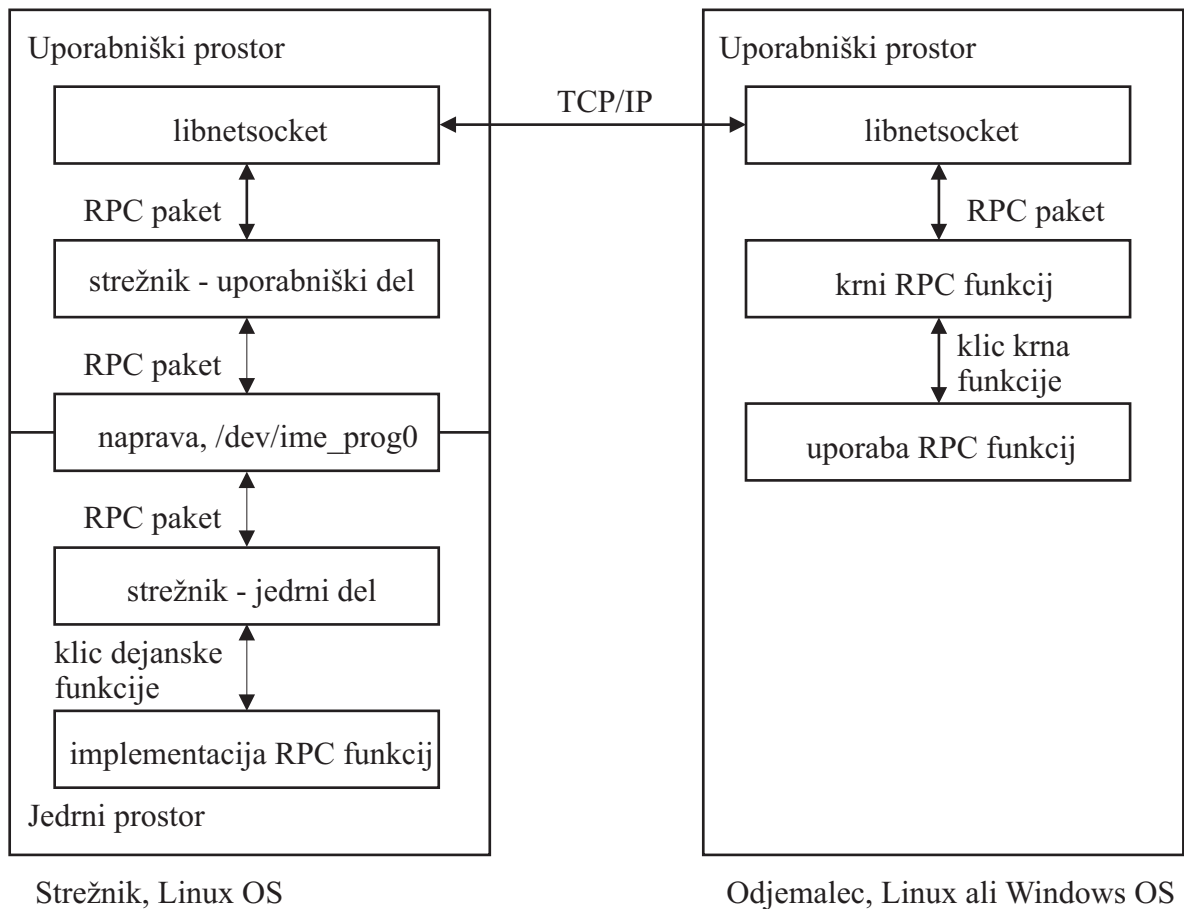 Uporabniški prostor
libnetsocket
RPC paket
strežnik - uporabniški del
RPC paket
naprava, /dev/ime_prog0
RPC paket
strežnik - jedrni del
klic dejanske
funkcije
implementacija RPC funkcij
Jedrni prostor
Strežnik, Linux OS
TCP/IP
Uporabniški prostor
libnetsocket
RPC paket
krni RPC funkcij
klic krna
funkcije
uporaba RPC funkcij
Odjemalec, Linux ali Windows OS